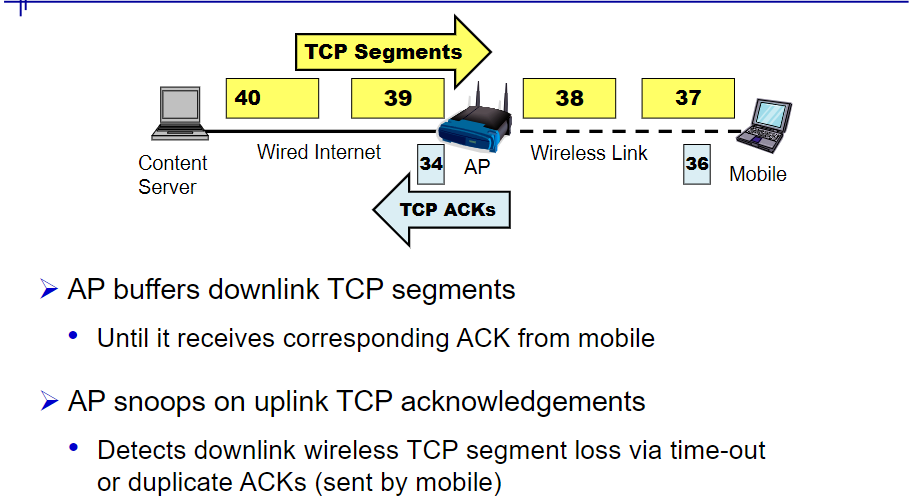 TCP Segments
40
39
38
37
Wired Internet
34
AP
Wireless Link
36
Mobile
Content
Server
TCP ACKs
➢ AP buffers downlink TCP segments
• Until it receives corresponding ACK from mobile
➢ AP snoops on uplink TCP acknowledgements
• Detects downlink wireless TCP segment loss via time-out
or duplicate ACKs (sent by mobile)